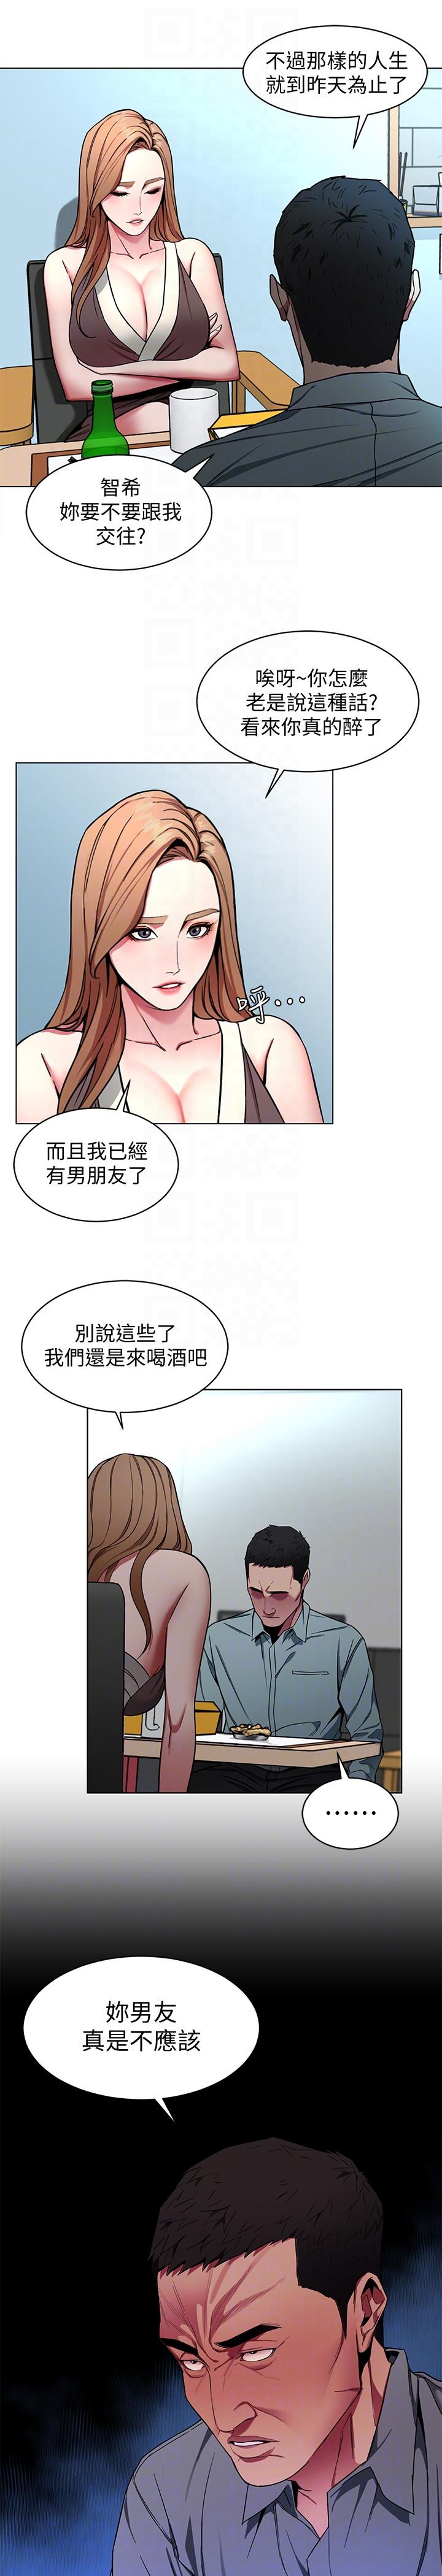 不過那樣的人生
就到昨天為止了
智希
妳要不要跟我
交往?
唉呀~你怎麼
老是說這種話?
看來你真的醉了
呼...
而且我已經
有男朋友了
別說這些了
我們還是來喝酒吧
......
妳男友
真是不應該